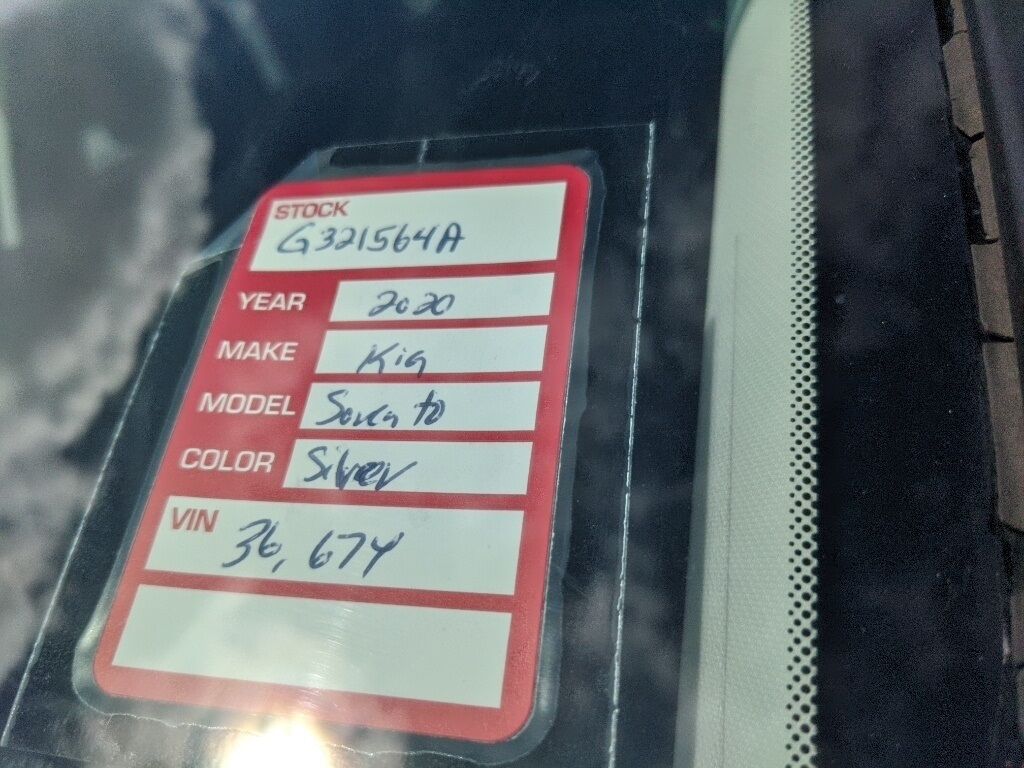 STOCK
G321564A
YEAR 2020
MAKE Kia
MODEL Sorento
COLOR Silver
VIN 36,674